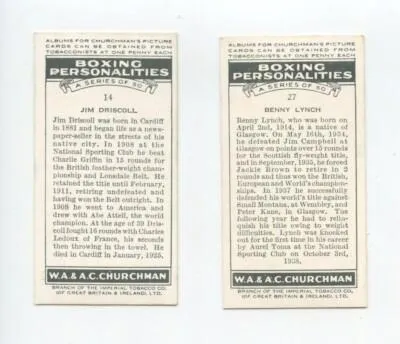 ALBUMS FOR CHURCHMAN'S PICTURE
CARDS CAN BE OBTAINED FROM
TOBACCONISTS AT ONE PENNY EACH
BOXING
PERSONALITIES
A SERIES OF 50
14
JIM DRISCOLL
Jim Driscoll was born in Cardiff
in 1881 and began life as a news-
paper-seller in the streets of his
native city. In 1908 at the
National Sporting Club he beat
Charlie Griffin in 15 rounds for
the British feather-weight champ-
ionship and Lonsdale Belt. He
retained the title until February,
1911, retiring undefeated and
having won the Belt outright. In
1908 he went to America and
drew with Abe Attell, the world
champion. At the age of 39 Dris-
coll fought 16 rounds with Charles
Ledoux of France, his seconds
then throwing in the towel. He
died in Cardiff in January, 1925.
W.A. & A.C. CHURCHMAN
BRANCH OF THE IMPERIAL TOBACCO CO.
(OF GREAT BRITAIN & IRELAND), LTD.
ALBUMS FOR CHURCHMAN'S PICTURE
CARDS CAN BE OBTAINED FROM
TOBACCONISTS AT ONE PENNY EACH
BOXING
PERSONALITIES
A SERIES OF 50
27
BENNY LYNCH
Benny Lynch, who was born on
April 2nd, 1914, is a native of
Glasgow. On May 16th, 1934,
he defeated Jim Campbell at
Glasgow on points over 15 rounds
for the Scottish fly-weight title,
and in September, 1935, he forced
Jackie Brown to retire in 2
rounds and thus won the British,
European and World's champion-
ships. In 1937 he successfully
defended his world's title against
Small Montana, at Wembley, and
Peter Kane, in Glasgow. The
following year he had to relin-
quish his title owing to weight
difficulties. Lynch was knocked
out for the first time in his career
by Aurel Toma at the National
Sporting Club on October 3rd,
1938.
W.A. & A.C. CHURCHMAN
BRANCH OF THE IMPERIAL TOBACCO CO.
(OF GREAT BRITAIN & IRELAND), LTD.